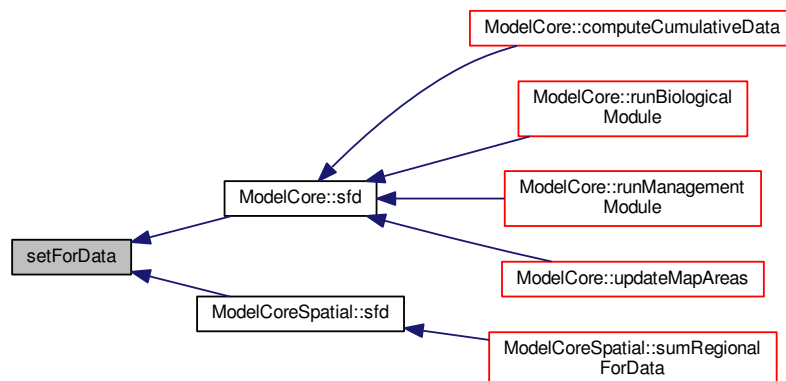 ModelCore::computeCumulativeData
ModelCore::runBiological
Module
ModelCore::sfd
ModelCore::runManagement
Module
setForData
ModelCore::updateMapAreas
ModelCoreSpatial::sfd
ModelCoreSpatial::sumRegional
ForData